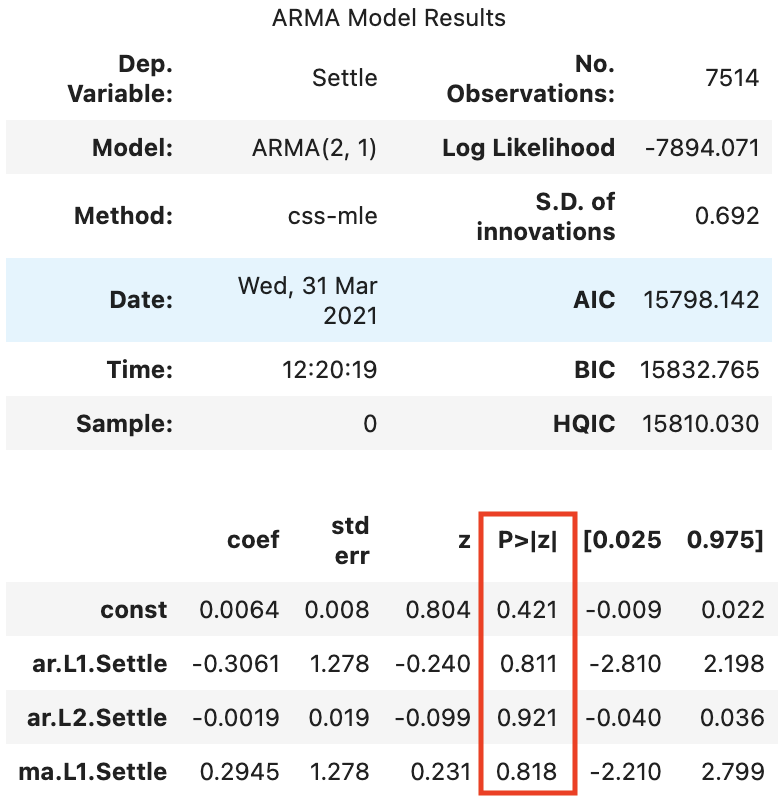 ARMA Model Results
Dep. Variable: Settle No. Observations: 7514
Model: ARMA(2, 1) Log Likelihood -7894.071
Method: css-mle S.D. of innovations 0.692
Date: Wed, 31 Mar 2021 AIC 15798.142
Time: 12:20:19 BIC 15832.765
Sample: 0 HQIC 15810.030
coef std err z P>|z| [0.025 0.975]
const 0.0064 0.008 0.804 0.421 -0.009 0.022
ar.L1.Settle -0.3061 1.278 -0.240 0.811 -2.810 2.198
ar.L2.Settle -0.0019 0.019 -0.099 0.921 -0.040 0.036
ma.L1.Settle 0.2945 1.278 0.231 0.818 -2.210 2.799